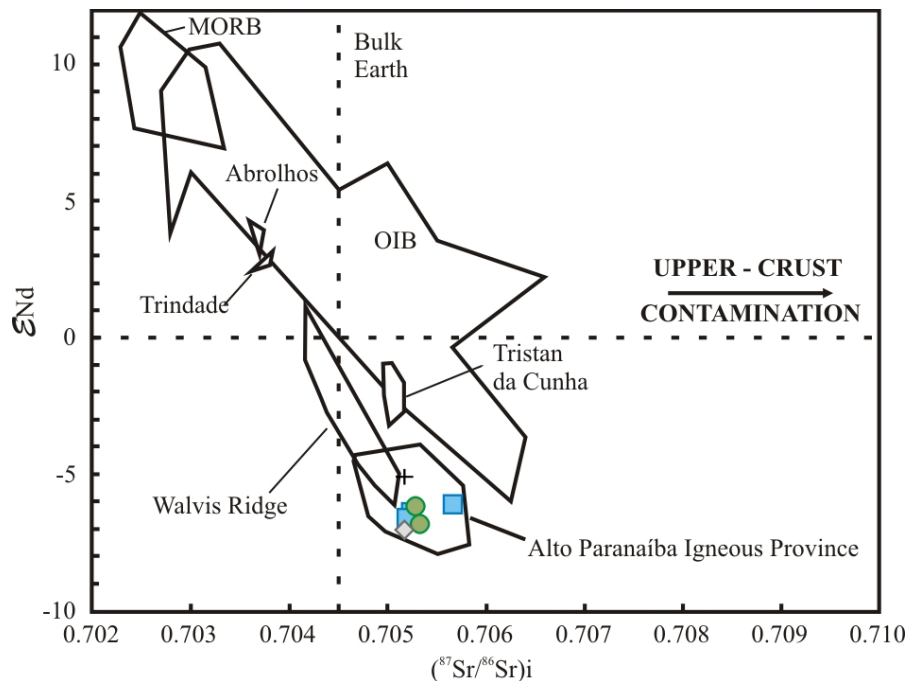 MORB
10
Bulk
Earth
Abrolhos
5
OIB
UPPER - CRUST
Trindade
CONTAMINATION
εNd
0
Tristan
da Cunha
-5
Walvis Ridge
Alto Paranaíba Igneous Province
-10
0.702 0.703 0.704 0.705 0.706 0.707 0.708 0.709 0.710
(⁸⁷Sr/⁸⁶Sr)i